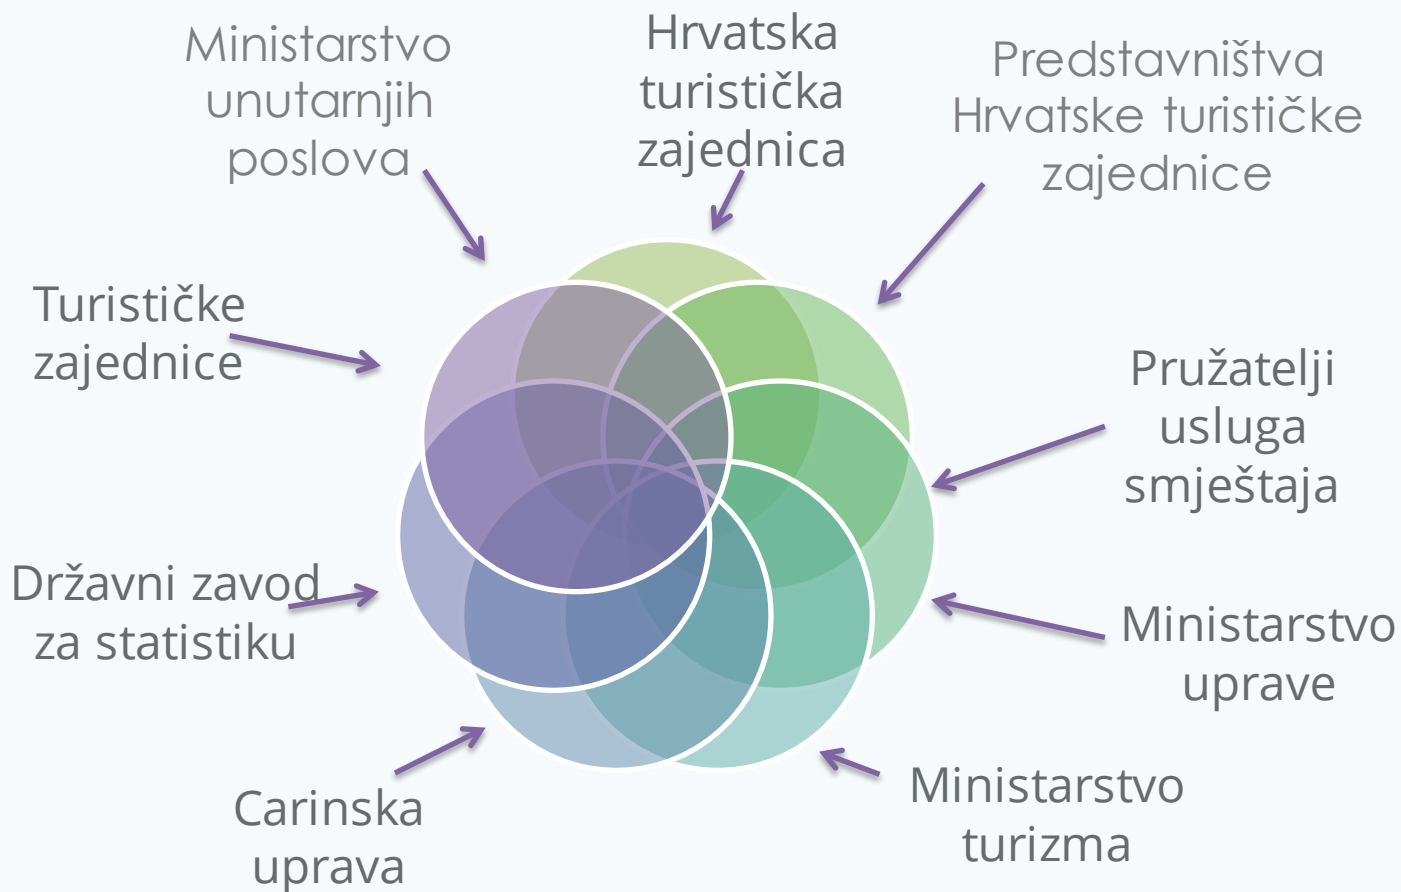 Ministarstvo
unutarnjih
poslova
Hrvatska
turistička
zajednica
Predstavništva
Hrvatske turističke
zajednice
Turističke
zajednice
Pružatelji
usluga
smještaja
Državni zavod
za statistiku
Ministarstvo
uprave
Carinska
uprava
Ministarstvo
turizma